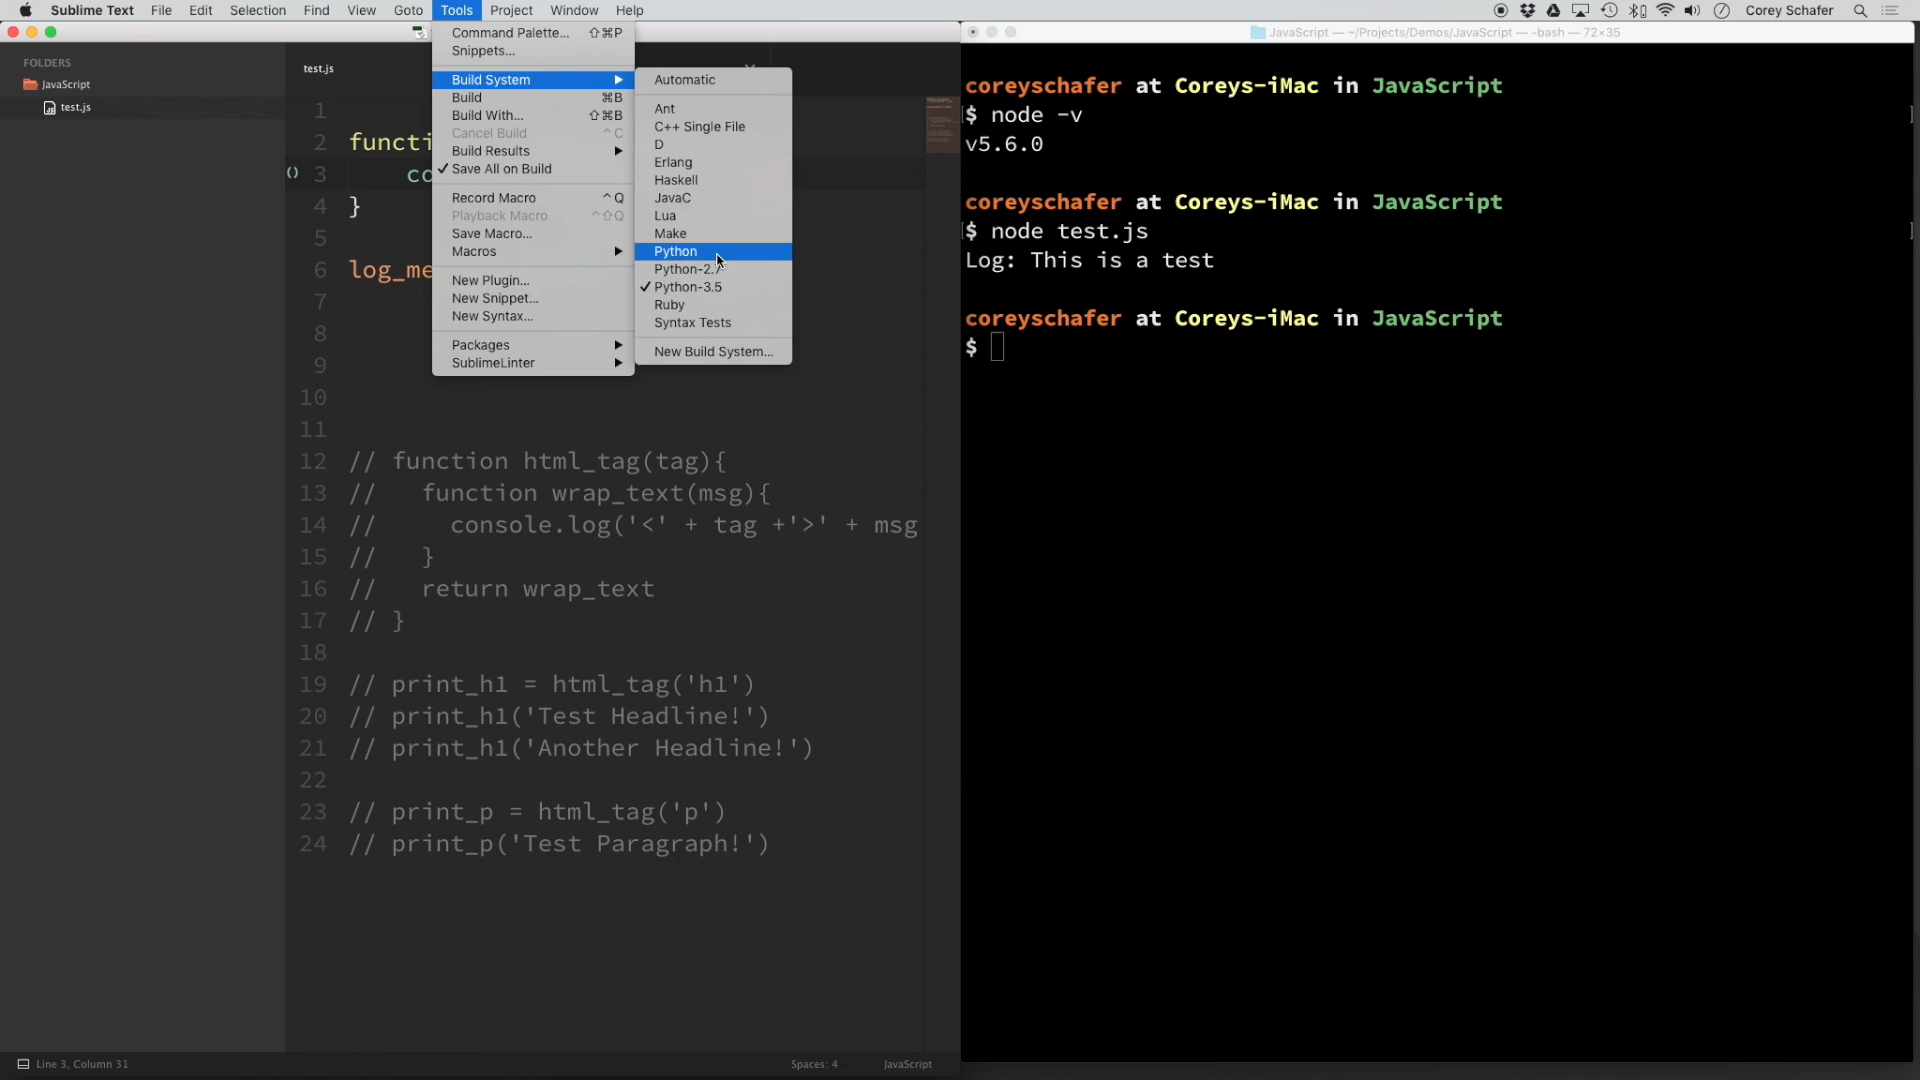 Sublime Text File Edit Selection Find View Goto Tools Project Window Help Corey Schafer
FOLDERS
JavaScript
test.js
test.js
1
2 functi
3 co
4 }
5
6 log_me
7
8
9
10
11
12 // function html_tag(tag){
13 // function wrap_text(msg){
14 // console.log('<' + tag +'>' + msg
15 // }
16 // return wrap_text
17 // }
18
19 // print_h1 = html_tag('h1')
20 // print_h1('Test Headline!')
21 // print_h1('Another Headline!')
22
23 // print_p = html_tag('p')
24 // print_p('Test Paragraph!')
Command Palette... ⇧⌘P
Snippets...
Build System
Build ⌘B
Build With... ⇧⌘B
Cancel Build ^C
Build Results
✓ Save All on Build
Record Macro ^Q
Playback Macro ^⇧Q
Save Macro...
Macros
New Plugin...
New Snippet...
New Syntax...
Packages
SublimeLinter
Automatic
Ant
C++ Single File
D
Erlang
Haskell
JavaC
Lua
Make
Python
Python-2.7
✓ Python-3.5
Ruby
Syntax Tests
New Build System...
Line 3, Column 31 Spaces: 4 JavaScript
JavaScript — ~/Projects/Demos/JavaScript — -bash — 72×35
coreyschafer at Coreys-iMac in JavaScript
[$ node -v ]
v5.6.0
coreyschafer at Coreys-iMac in JavaScript
[$ node test.js ]
Log: This is a test
coreyschafer at Coreys-iMac in JavaScript
$